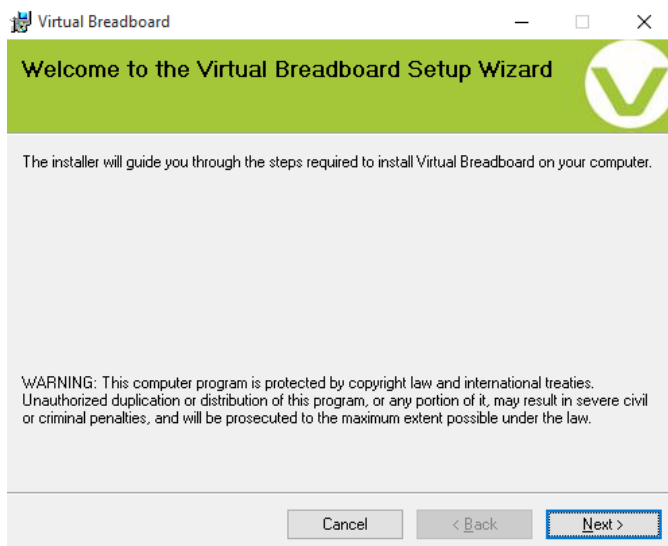 Virtual Breadboard
Welcome to the Virtual Breadboard Setup Wizard
The installer will guide you through the steps required to install Virtual Breadboard on your computer.
WARNING: This computer program is protected by copyright law and international treaties.
Unauthorized duplication or distribution of this program, or any portion of it, may result in severe civil
or criminal penalties, and will be prosecuted to the maximum extent possible under the law.
Cancel
< Back
Next >